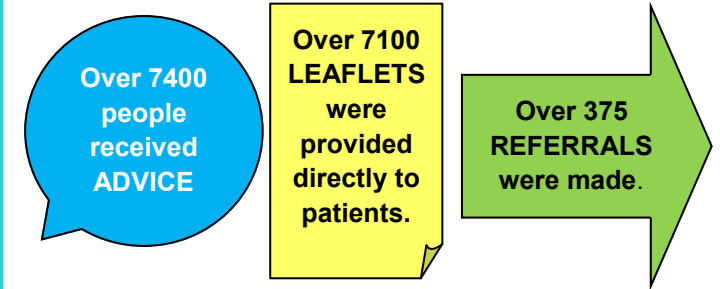 Over 7400
people
received
ADVICE
Over 7100
LEAFLETS
were
provided
directly to
patients.
Over 375
REFERRALS
were made.